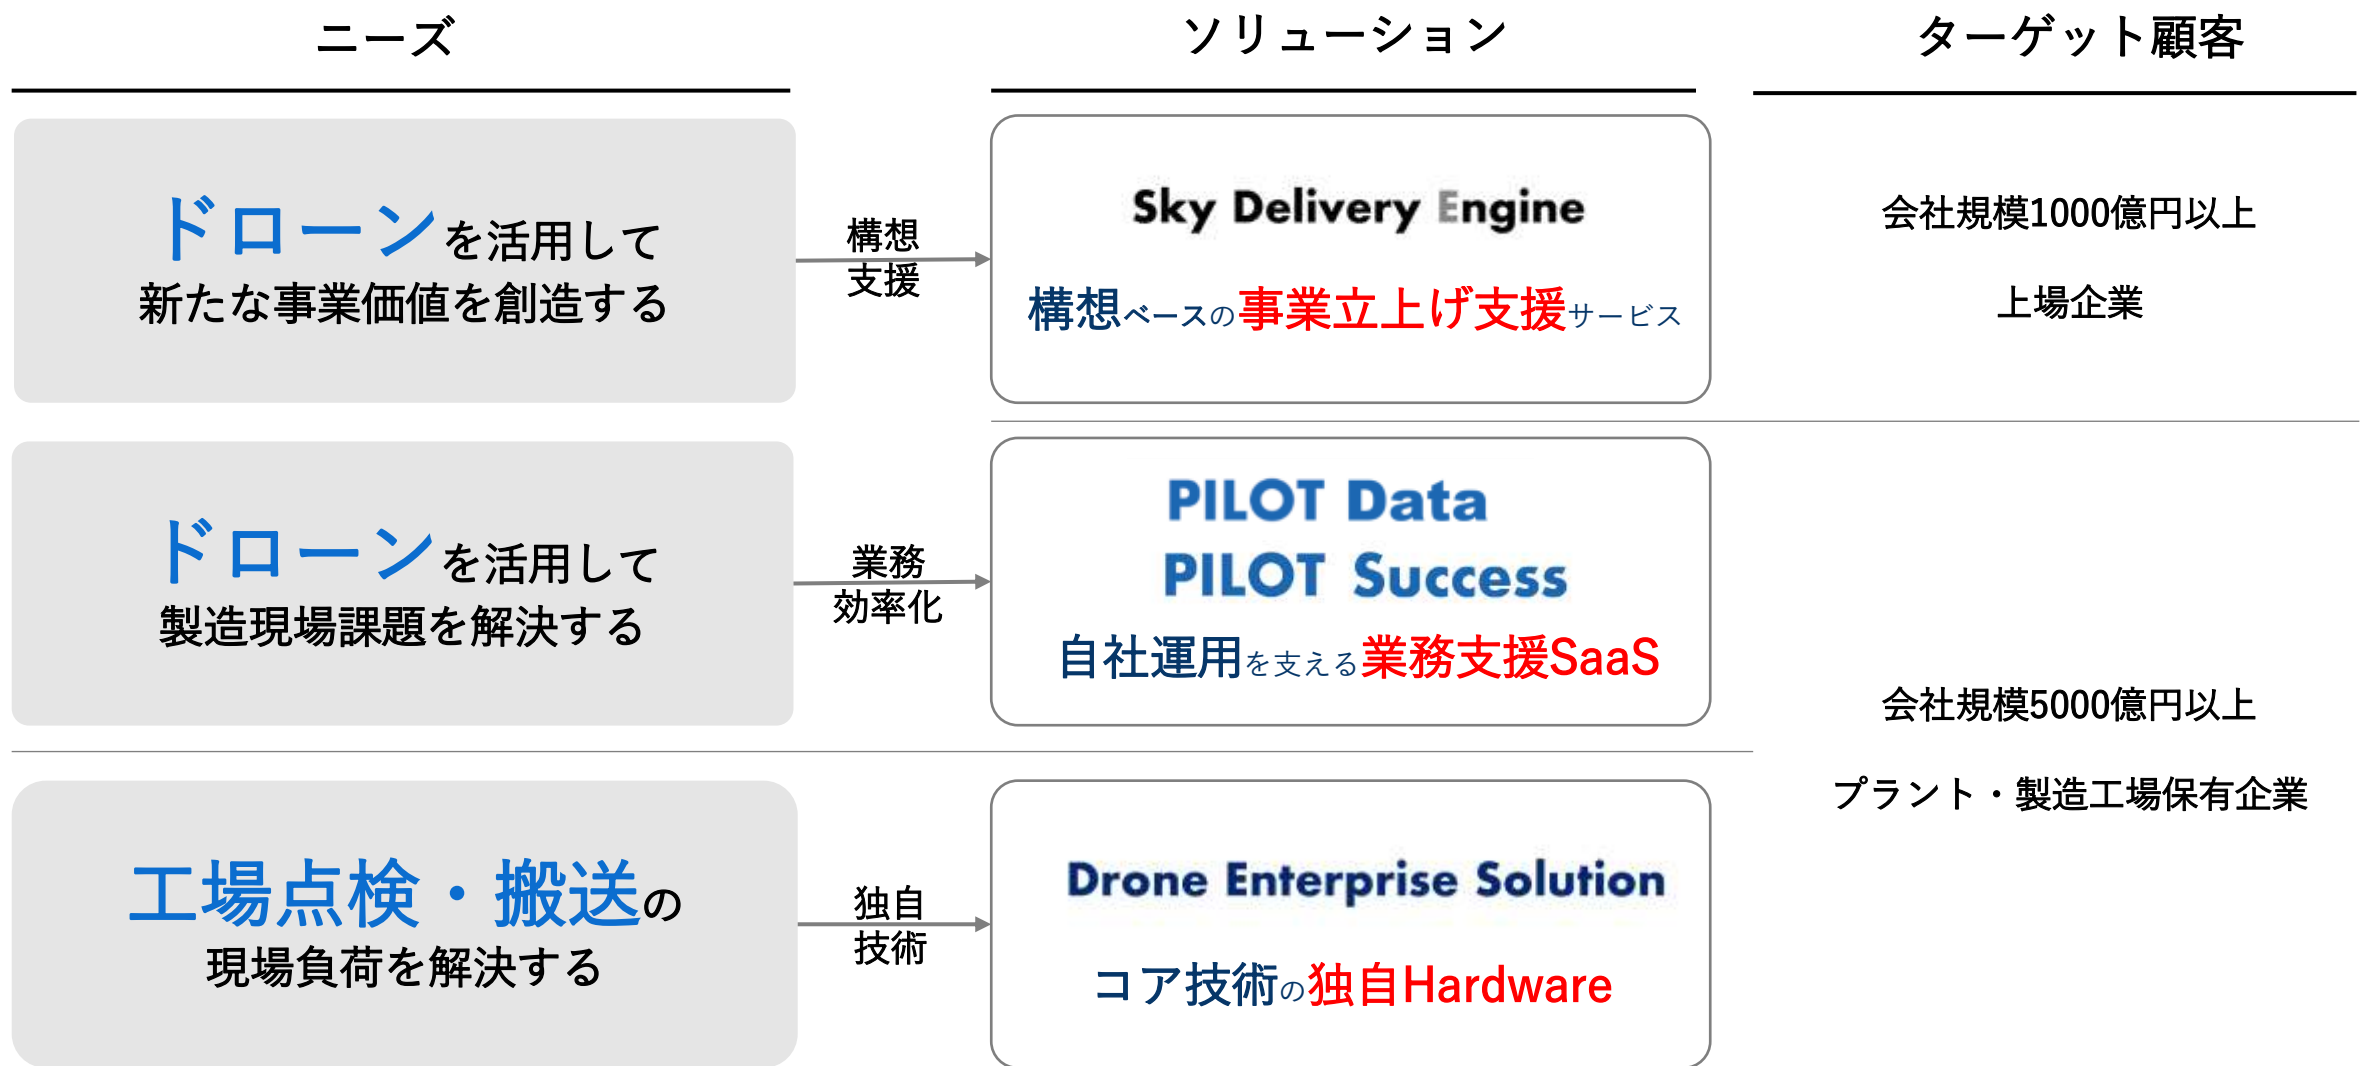 ニーズ
ソリューション
ターゲット顧客
ドローンを活用して
新たな事業価値を創造する
構想
支援
Sky Delivery Engine
構想ベースの事業立上げ支援サービス
会社規模1000億円以上
上場企業
ドローンを活用して
製造現場課題を解決する
業務
効率化
PILOT Data
PILOT Success
自社運用を支える業務支援SaaS
会社規模5000億円以上
プラント・製造工場保有企業
工場点検・搬送の
現場負荷を解決する
独自
技術
Drone Enterprise Solution
コア技術の独自Hardware